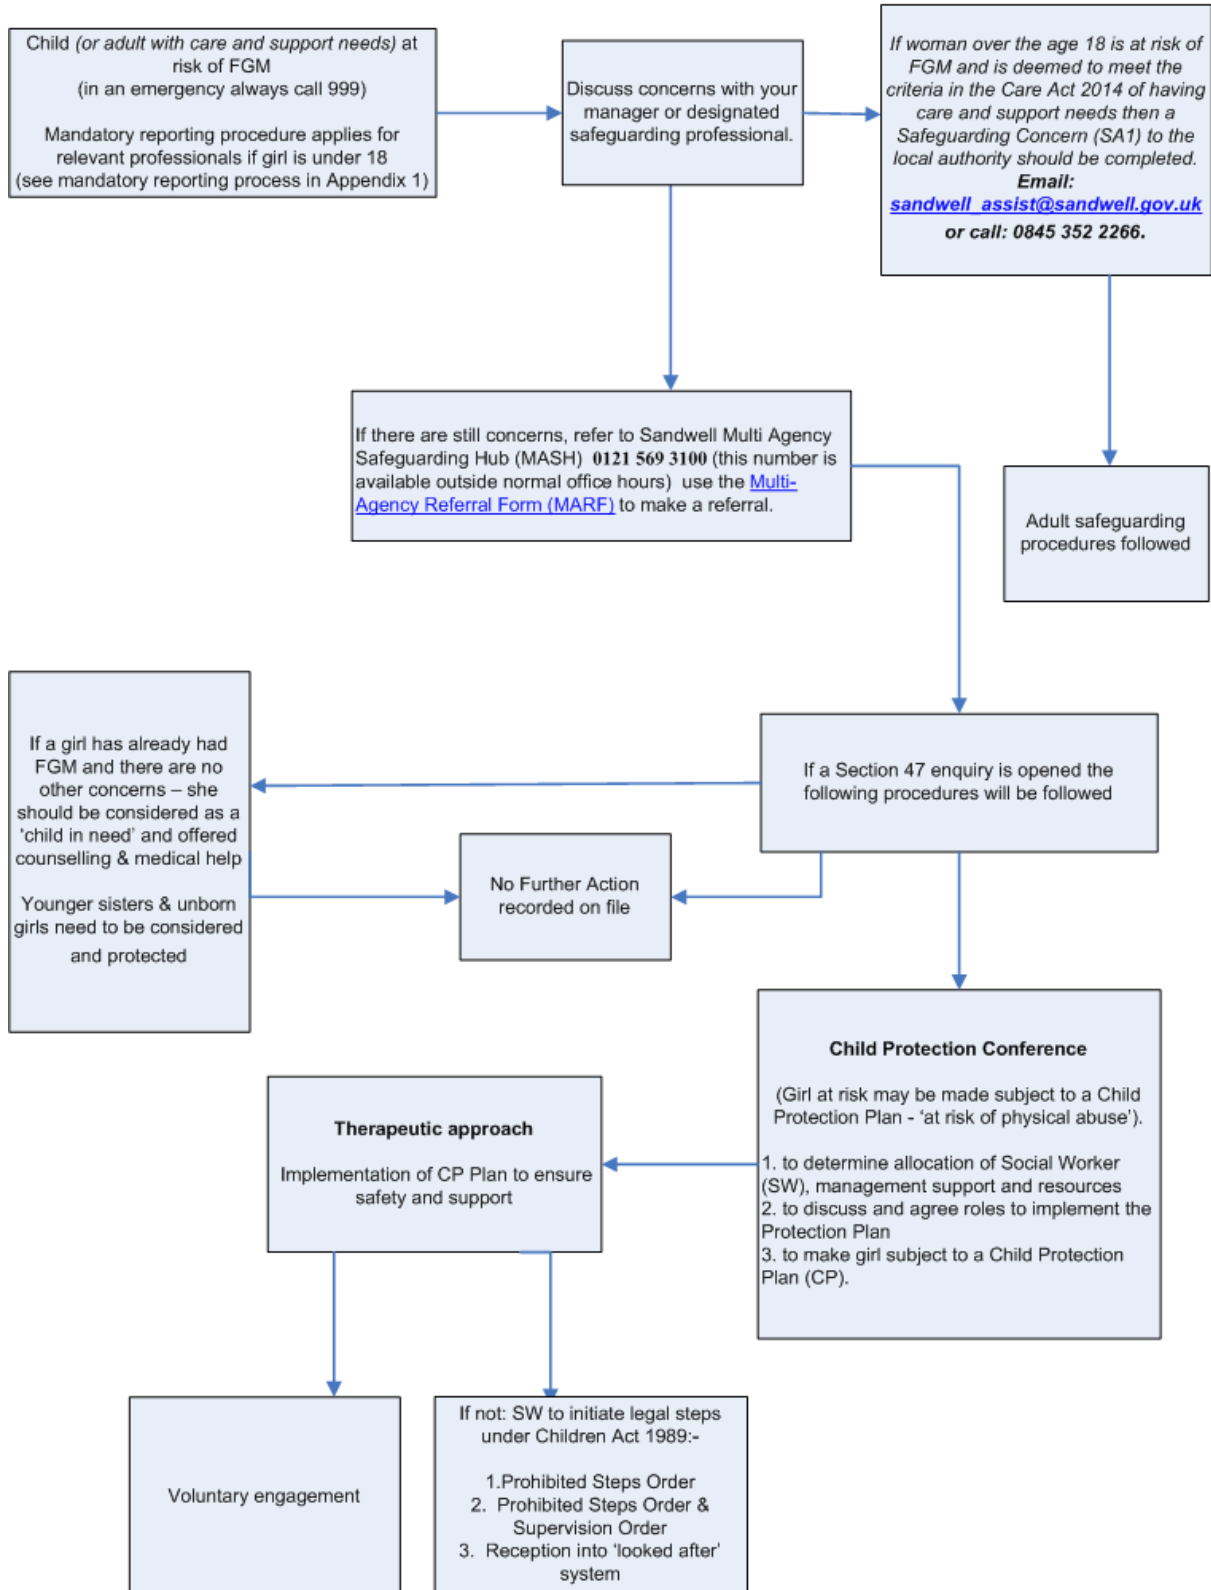 Child (or adult with care and support needs) at
risk of FGM
(in an emergency always call 999)
Mandatory reporting procedure applies for
relevant professionals if girl is under 18
(see mandatory reporting process in Appendix 1)
Discuss concerns with your
manager or designated
safeguarding professional.
If woman over the age 18 is at risk of
FGM and is deemed to meet the
criteria in the Care Act 2014 of having
care and support needs then a
Safeguarding Concern (SA1) to the
local authority should be completed.
Email:
sandwell_assist@sandwell.gov.uk
or call: 0845 352 2266.
If there are still concerns, refer to Sandwell Multi Agency
Safeguarding Hub (MASH) 0121 569 3100 (this number is
available outside normal office hours) use the Multi-
Agency Referral Form (MARF) to make a referral.
Adult safeguarding
procedures followed
If a girl has already had
FGM and there are no
other concerns – she
should be considered as a
‘child in need’ and offered
counselling & medical help
Younger sisters & unborn
girls need to be considered
and protected
If a Section 47 enquiry is opened the
following procedures will be followed
No Further Action
recorded on file
Child Protection Conference
(Girl at risk may be made subject to a Child
Protection Plan - ‘at risk of physical abuse’).
1. to determine allocation of Social Worker
(SW), management support and resources
2. to discuss and agree roles to implement the
Protection Plan
3. to make girl subject to a Child Protection
Plan (CP).
Therapeutic approach
Implementation of CP Plan to ensure
safety and support
Voluntary engagement
If not: SW to initiate legal steps
under Children Act 1989:-
1.Prohibited Steps Order
2. Prohibited Steps Order &
Supervision Order
3. Reception into ‘looked after’
system